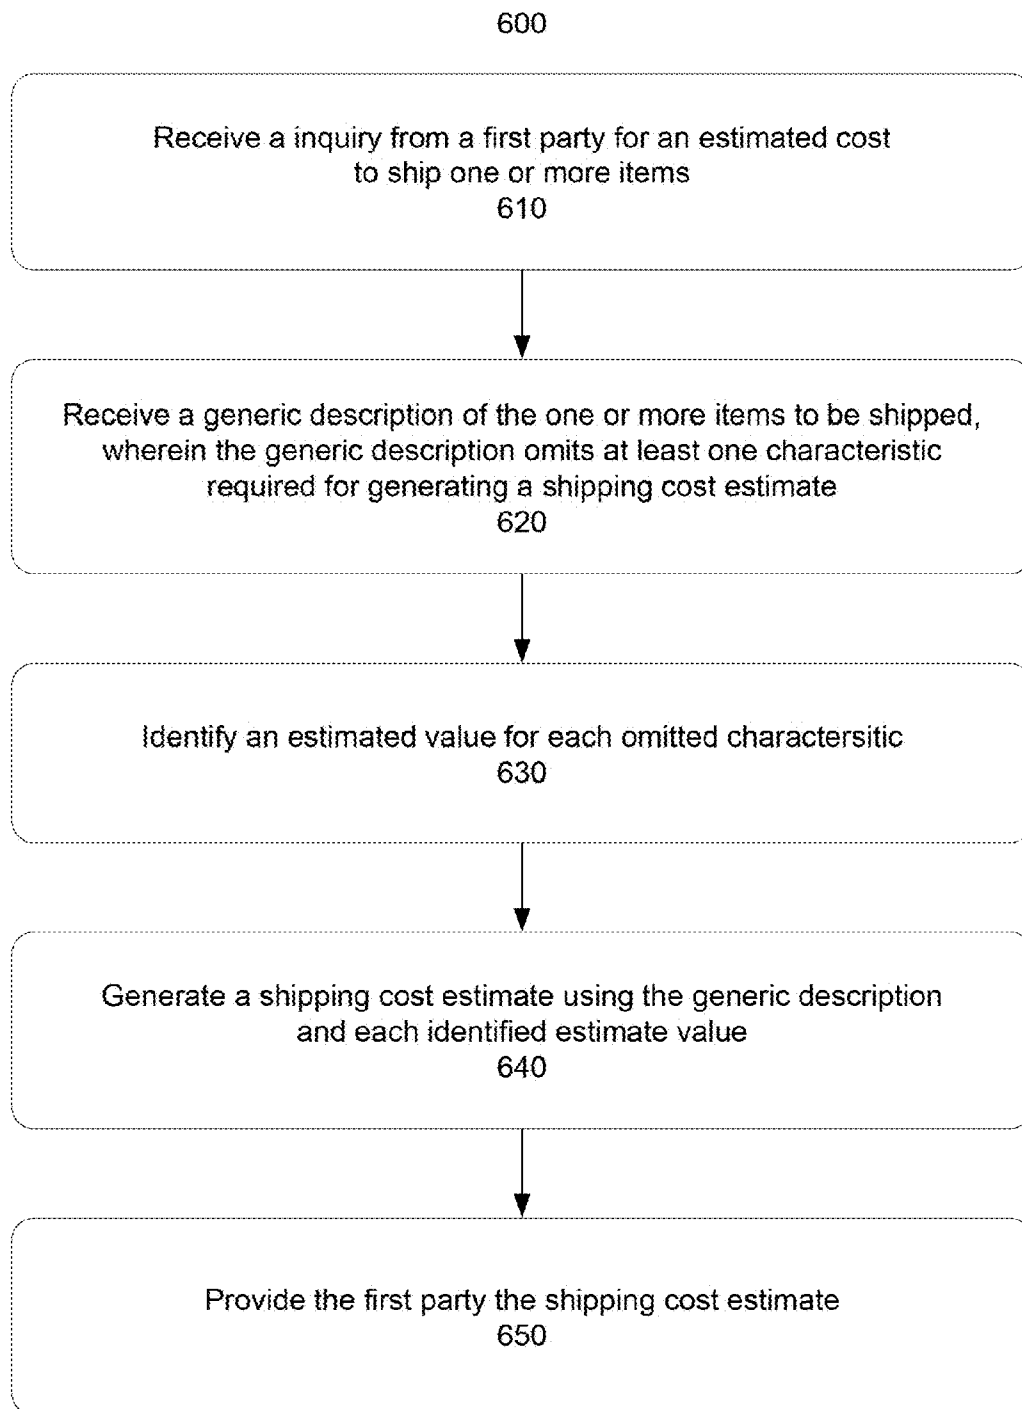 600
Receive a inquiry from a first party for an estimated cost
to ship one or more items
610
Receive a generic description of the one or more items to be shipped,
wherein the generic description omits at least one characteristic
required for generating a shipping cost estimate
620
Identify an estimated value for each omitted charactersitic
630
Generate a shipping cost estimate using the generic description
and each identified estimate value
640
Provide the first party the shipping cost estimate
650